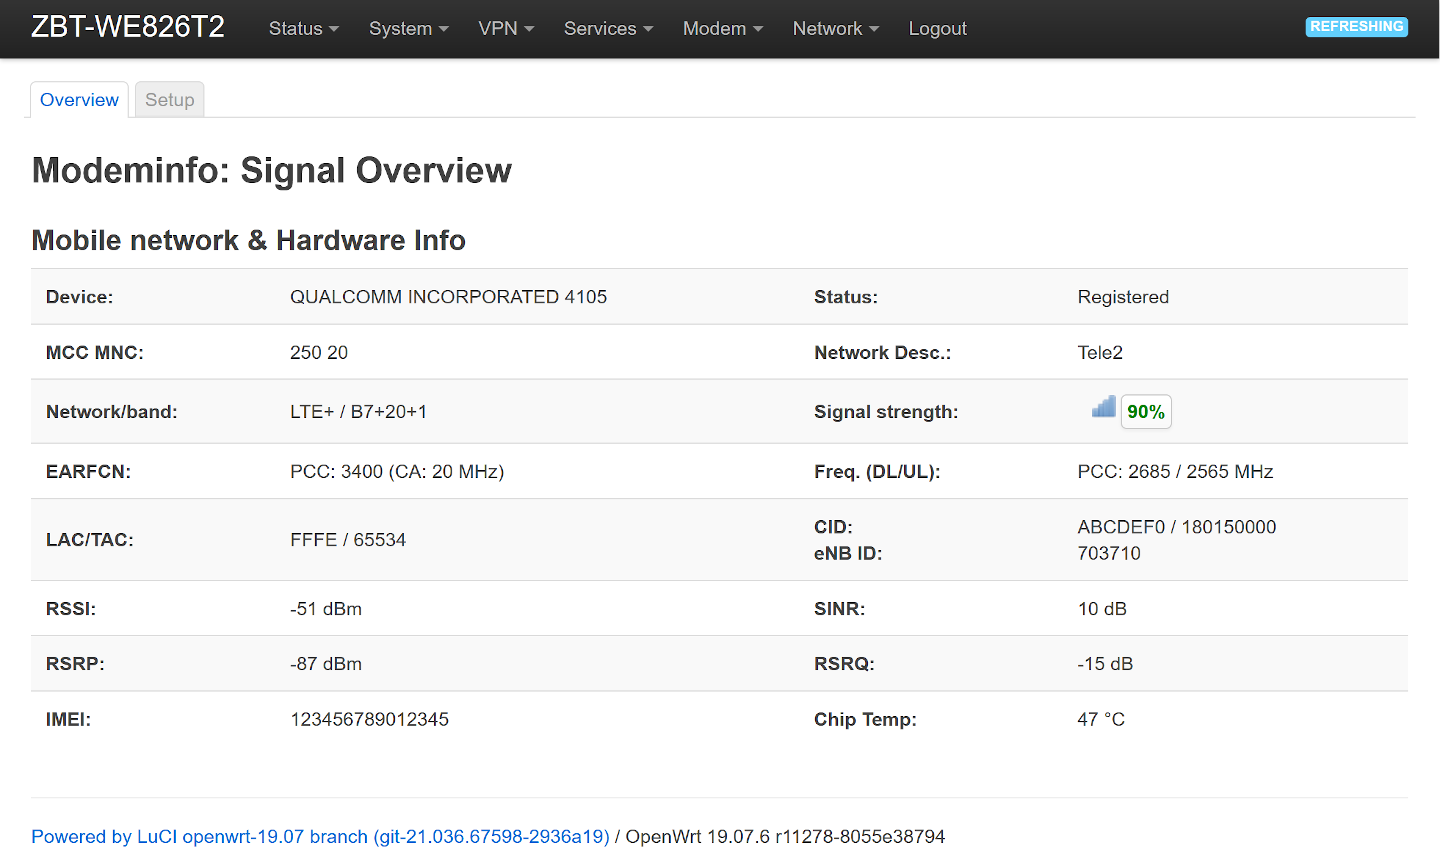 ZBT-WE826T2 Status System VPN Services Modem Network Logout REFRESHING
Overview Setup
Modeminfo: Signal Overview
Mobile network & Hardware Info
Device: QUALCOMM INCORPORATED 4105 Status: Registered
MCC MNC: 250 20 Network Desc.: Tele2
Network/band: LTE+ / B7+20+1 Signal strength: 90%
EARFCN: PCC: 3400 (CA: 20 MHz) Freq. (DL/UL): PCC: 2685 / 2565 MHz
LAC/TAC: FFFE / 65534 CID: ABCDEF0 / 180150000
eNB ID: 703710
RSSI: -51 dBm SINR: 10 dB
RSRP: -87 dBm RSRQ: -15 dB
IMEI: 123456789012345 Chip Temp: 47 °C
Powered by LuCI openwrt-19.07 branch (git-21.036.67598-2936a19) / OpenWrt 19.07.6 r11278-8055e38794